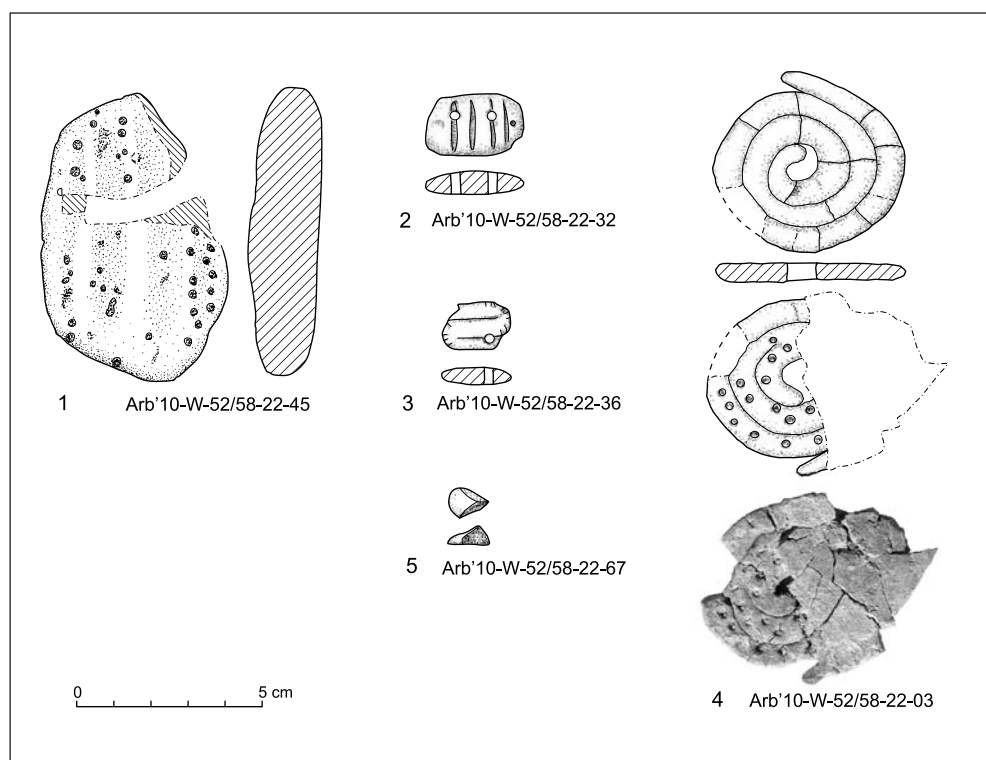 1 Arb'10-W-52/58-22-45
2 Arb'10-W-52/58-22-32
3 Arb'10-W-52/58-22-36
5 Arb'10-W-52/58-22-67
4 Arb'10-W-52/58-22-03
0 5 cm